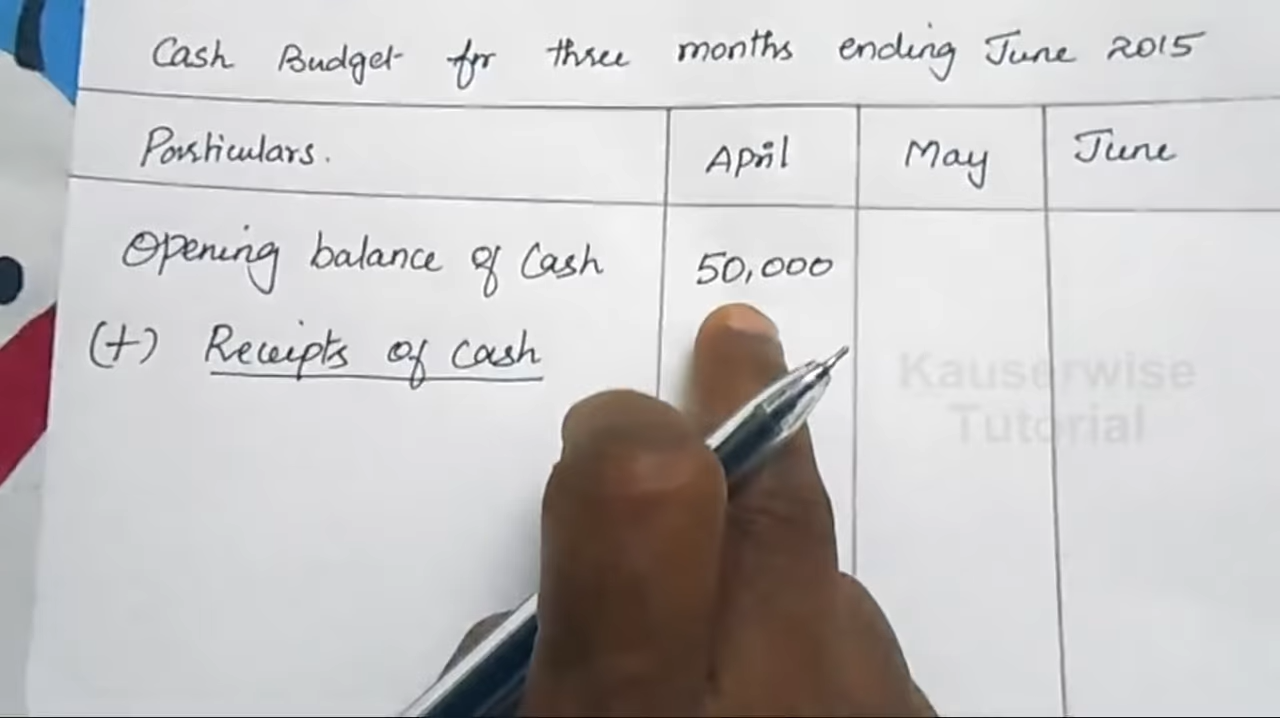 Cash Budget for three months ending June 2015
Particulars. April May June
Opening balance of Cash 50,000
(+) Receipts of cash
Kauserwise
Tutorial